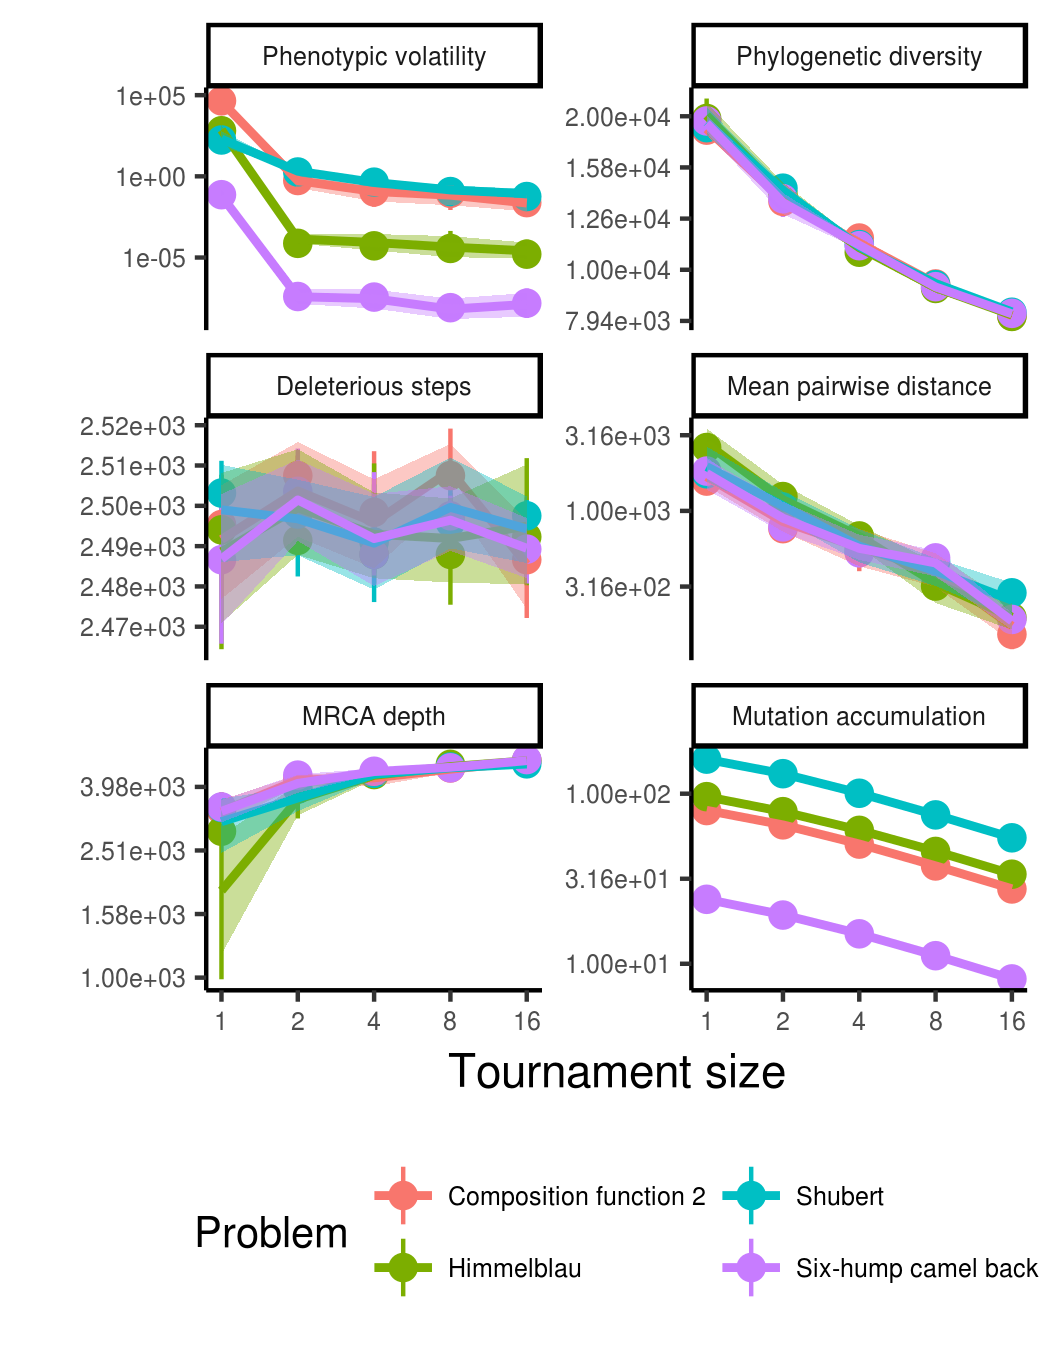 Phenotypic volatility
Phylogenetic diversity
1e+05
1e+00
1e-05
2.00e+04
1.58e+04
1.26e+04
1.00e+04
7.94e+03
Deleterious steps
Mean pairwise distance
2.52e+03
2.51e+03
2.50e+03
2.49e+03
2.48e+03
2.47e+03
3.16e+03
1.00e+03
3.16e+02
MRCA depth
Mutation accumulation
3.98e+03
2.51e+03
1.58e+03
1.00e+03
1.00e+02
3.16e+01
1.00e+01
1 2 4 8 16
1 2 4 8 16
Tournament size
Problem
Composition function 2
Shubert
Himmelblau
Six-hump camel back